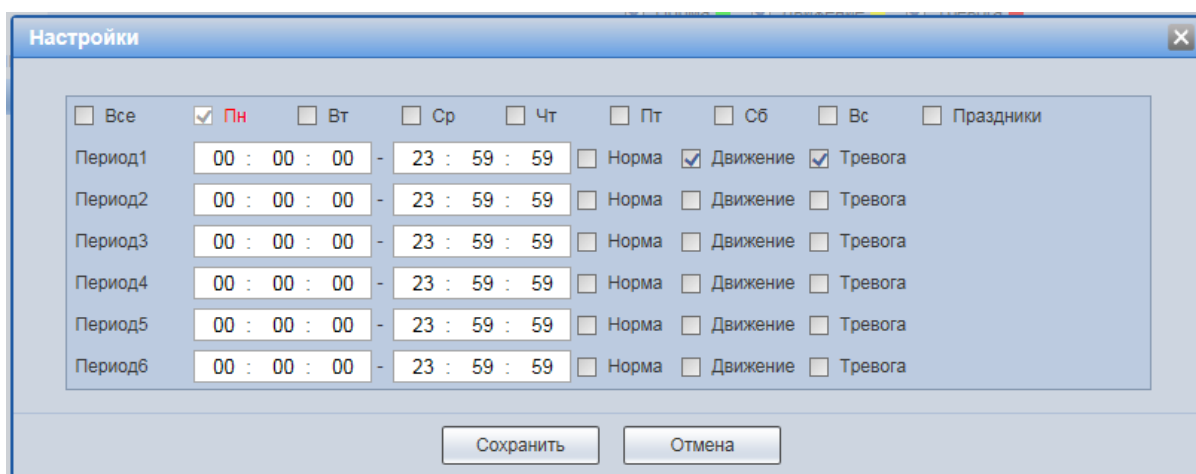 Норма Движение Тревога
Настройки
Все Пн Вт Ср Чт Пт Сб Вс Праздники
Период1 00 : 00 : 00 - 23 : 59 : 59 Норма Движение Тревога
Период2 00 : 00 : 00 - 23 : 59 : 59 Норма Движение Тревога
Период3 00 : 00 : 00 - 23 : 59 : 59 Норма Движение Тревога
Период4 00 : 00 : 00 - 23 : 59 : 59 Норма Движение Тревога
Период5 00 : 00 : 00 - 23 : 59 : 59 Норма Движение Тревога
Период6 00 : 00 : 00 - 23 : 59 : 59 Норма Движение Тревога
Сохранить Отмена